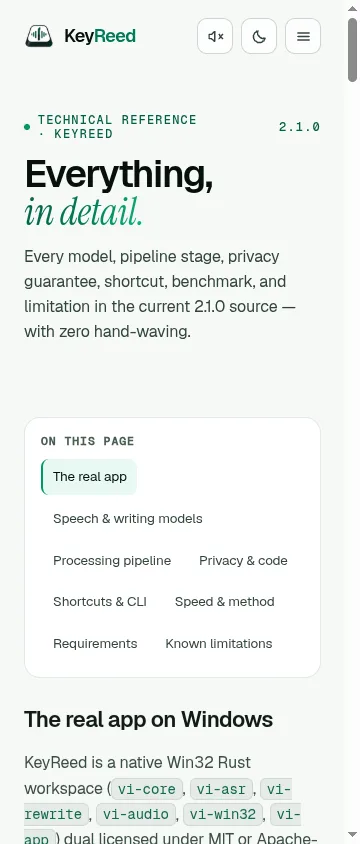 KeyReed
TECHNICAL REFERENCE
· KEYREED
2.1.0
Everything,
in detail.
Every model, pipeline stage, privacy
guarantee, shortcut, benchmark, and
limitation in the current 2.1.0 source —
with zero hand-waving.
ON THIS PAGE
The real app
Speech & writing models
Processing pipeline Privacy & code
Shortcuts & CLI Speed & method
Requirements Known limitations
The real app on Windows
KeyReed is a native Win32 Rust
workspace (vi-core, vi-asr, vi-
rewrite, vi-audio, vi-win32, vi-
app) dual licensed under MIT or Apache-